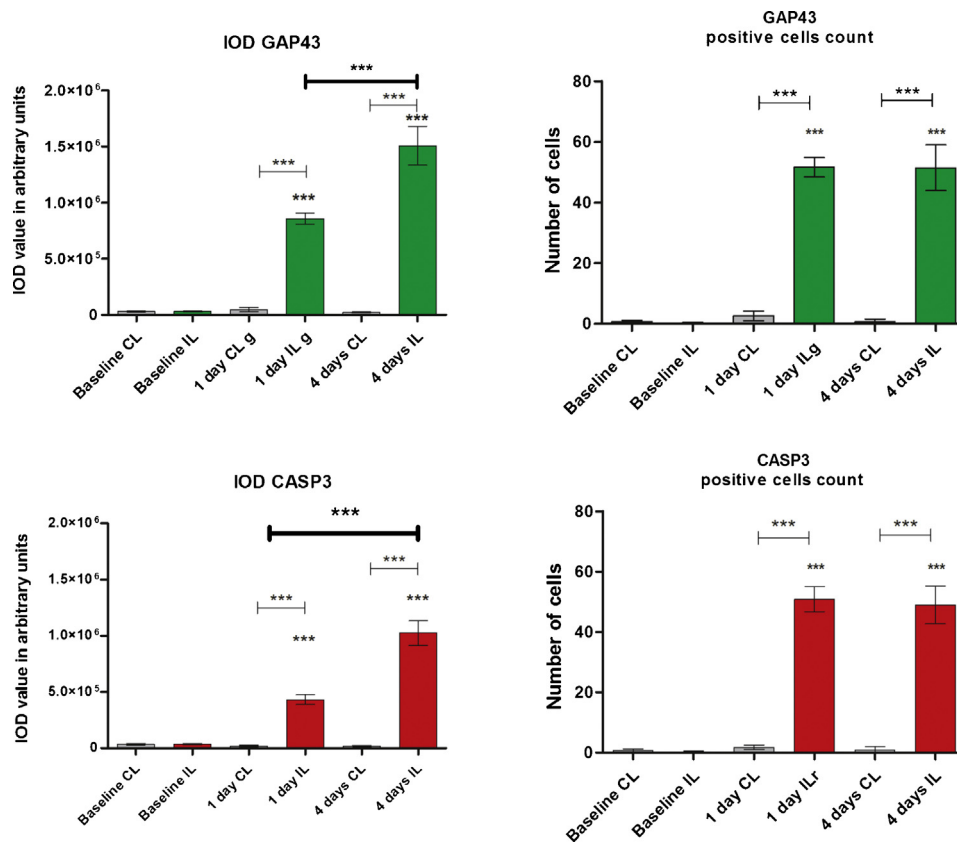 IOD GAP43
***
***
***
***
***
2.0×10⁶
1.5×10⁶
1.0×10⁶
5.0×10⁵
0
IOD value in arbitrary units
Baseline CL
Baseline IL
1 day CL g
1 day IL g
4 days CL
4 days IL
GAP43
positive cells count
***
***
***
***
80
60
40
20
0
Number of cells
Baseline CL
Baseline IL
1 day CL
1 day ILg
4 days CL
4 days IL
IOD CASP3
***
***
***
***
***
2.0×10⁶
1.5×10⁶
1.0×10⁶
5.0×10⁵
0
IOD value in arbitrary units
Baseline CL
Baseline IL
1 day CL
1 day IL
4 days CL
4 days IL
CASP3
positive cells count
***
***
***
***
80
60
40
20
0
Number of cells
Baseline CL
Baseline IL
1 day CL
1 day ILr
4 days CL
4 days IL